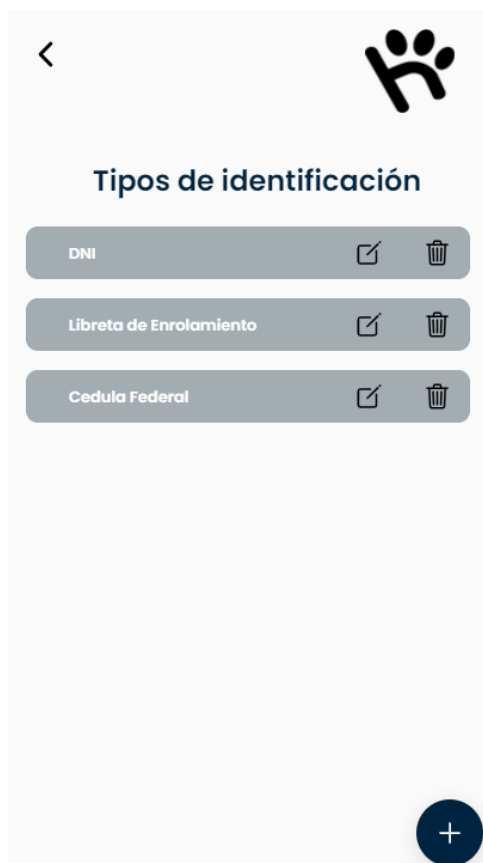 Tipos de identificación
DNI
Libreta de Enrolamiento
Cedula Federal